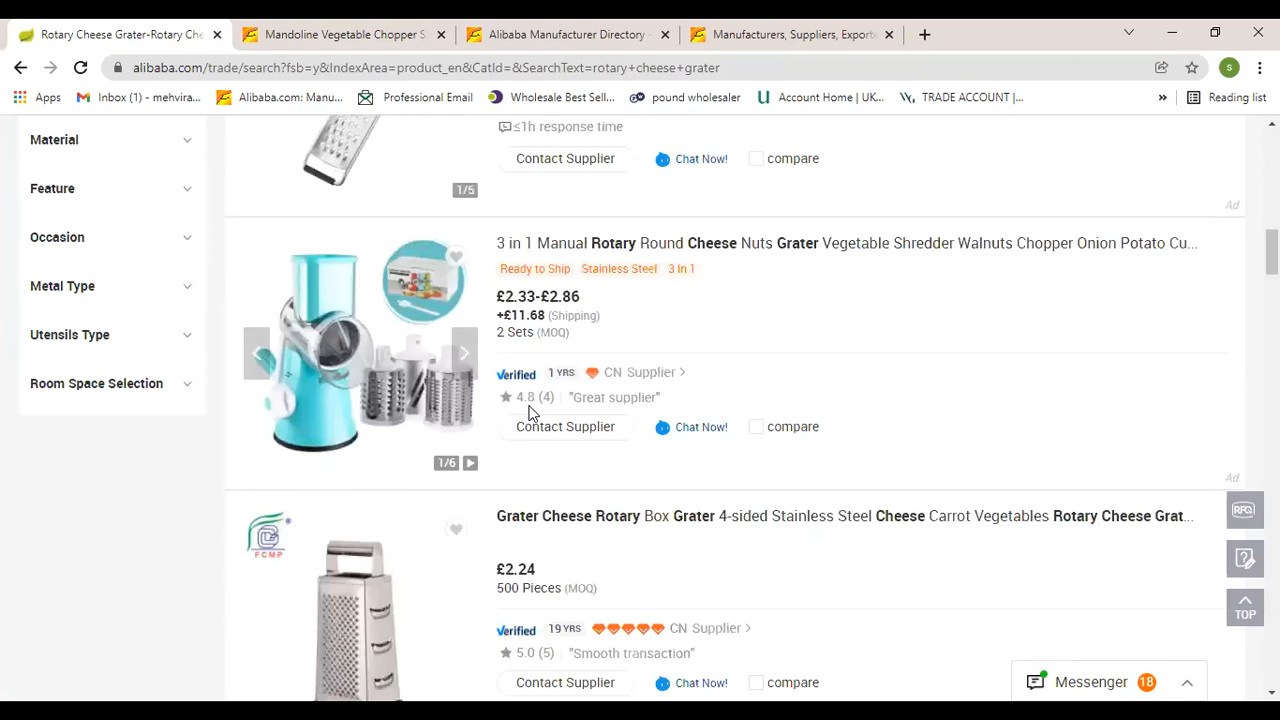 Rotary Cheese Grater-Rotary Che
Mandoline Vegetable Chopper S
Alibaba Manufacturer Directory -
Manufacturers, Suppliers, Export
alibaba.com/trade/search?fsb=y&IndexArea=product_en&CatId=&SearchText=rotary+cheese+grater
S
Apps
Inbox (1) - mehvira...
Alibaba.com: Manu...
Professional Email
Wholesale Best Sell...
pound wholesaler
Account Home | UK...
TRADE ACCOUNT |...
»
Reading list
Material
Feature
Occasion
Metal Type
Utensils Type
Room Space Selection
≤1h response time
Contact Supplier
Chat Now!
compare
1/5
Ad
3 in 1 Manual Rotary Round Cheese Nuts Grater Vegetable Shredder Walnuts Chopper Onion Potato Cu...
Ready to Ship Stainless Steel 3 In 1
£2.33-£2.86
+£11.68 (Shipping)
2 Sets (MOQ)
Verified 1 YRS CN Supplier >
4.8 (4) | "Great supplier"
Contact Supplier
Chat Now!
compare
1/6
Ad
FCMP
Grater Cheese Rotary Box Grater 4-sided Stainless Steel Cheese Carrot Vegetables Rotary Cheese Grat...
£2.24
500 Pieces (MOQ)
Verified 19 YRS CN Supplier >
5.0 (5) | "Smooth transaction"
Contact Supplier
Chat Now!
compare
RFQ
TOP
Messenger 18